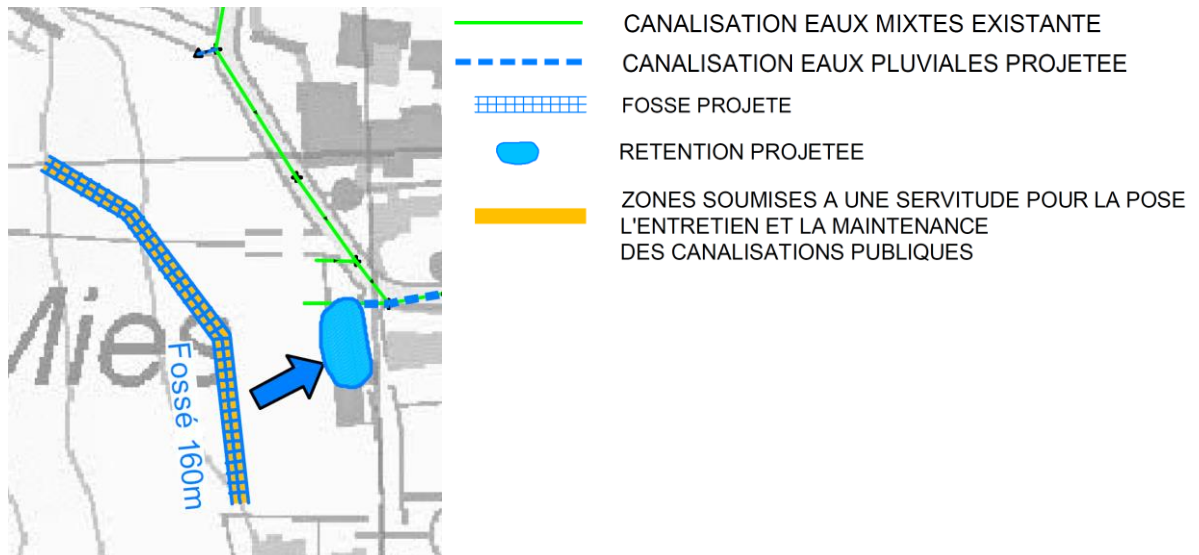 CANALISATION EAUX MIXTES EXISTANTE
CANALISATION EAUX PLUVIALES PROJETEE
FOSSE PROJETE
RETENTION PROJETEE
ZONES SOUMISES A UNE SERVITUDE POUR LA POSE
L'ENTRETIEN ET LA MAINTENANCE
DES CANALISATIONS PUBLIQUES
Mies
Fossé 160m